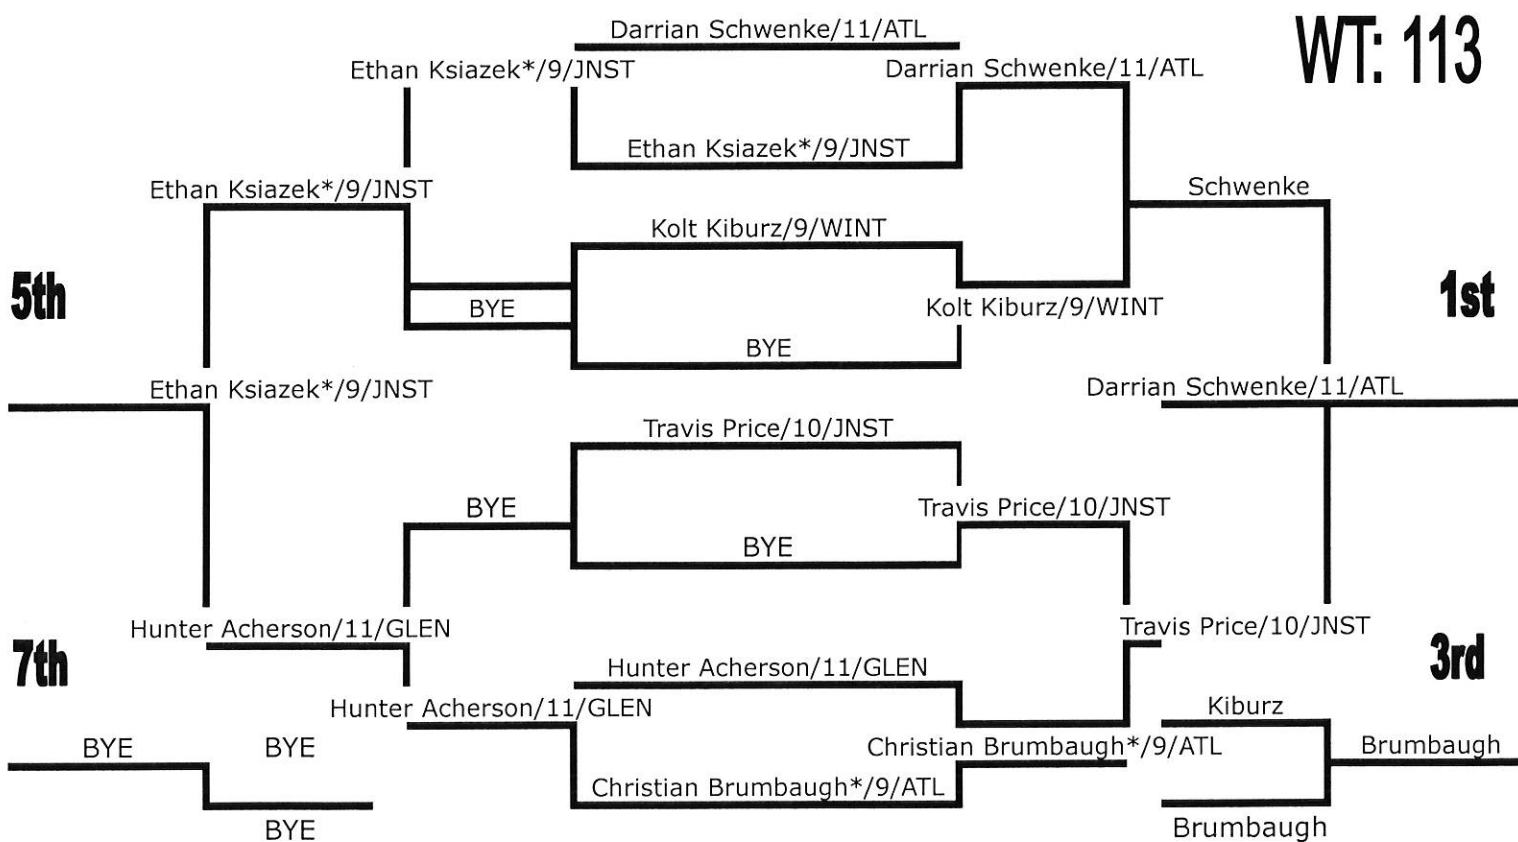 Darrian Schwenke/11/ATL
WT: 113
Ethan Ksiazek*/9/JNST
Darrian Schwenke/11/ATL
Ethan Ksiazek*/9/JNST
Ethan Ksiazek*/9/JNST
Schwenke
Kolt Kiburz/9/WINT
5th
1st
BYE
Kolt Kiburz/9/WINT
BYE
Ethan Ksiazek*/9/JNST
Darrian Schwenke/11/ATL
Travis Price/10/JNST
BYE
Travis Price/10/JNST
BYE
Hunter Acherson/11/GLEN
Travis Price/10/JNST
7th
3rd
Hunter Acherson/11/GLEN
Hunter Acherson/11/GLEN
Kiburz
BYE
BYE
Christian Brumbaugh*/9/ATL
Brumbaugh
Christian Brumbaugh*/9/ATL
BYE
Brumbaugh